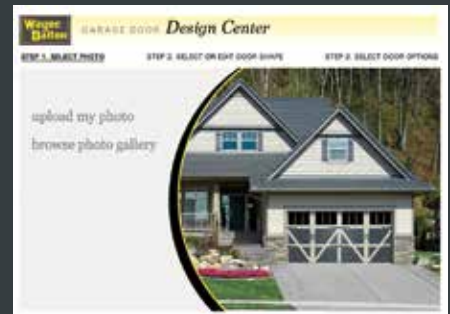 Wayne Dalton
GARAGE DOOR Design Center
STEP 1. SELECT PHOTO
STEP 2. SELECT OR EDIT DOOR SHAPE
STEP 3. SELECT DOOR OPTIONS
upload my photo
browse photo gallery